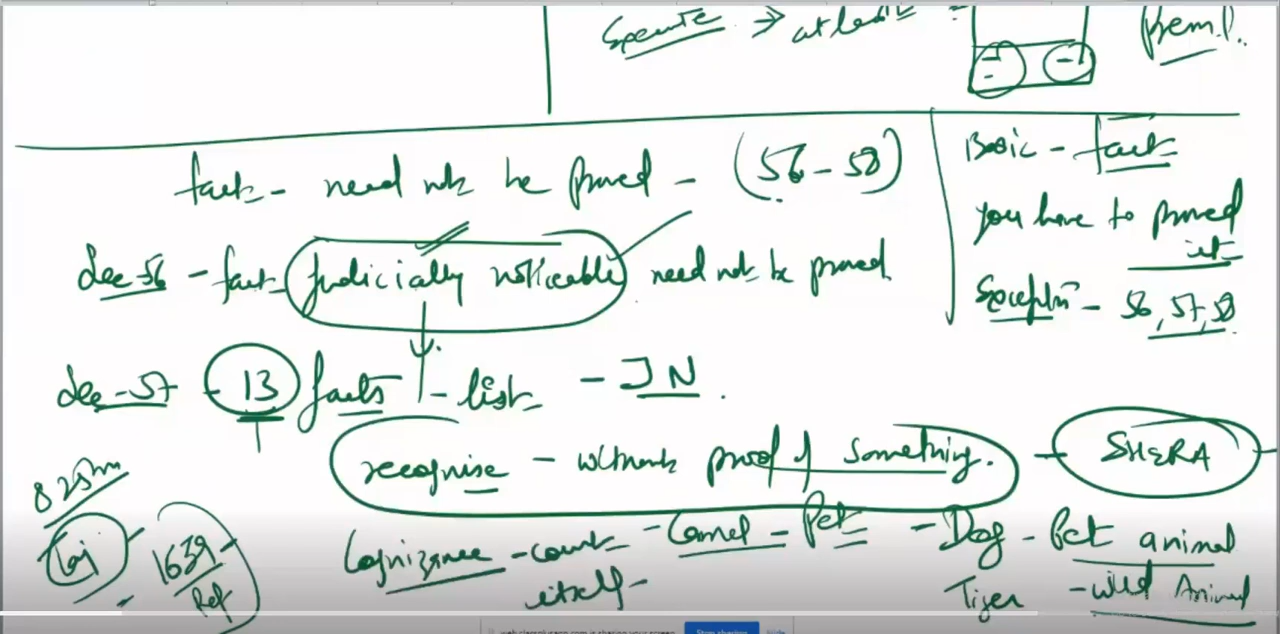 Execute → at least
fact - need not be proved - (56-58)
Basic - fact
you have to proved
it
Sec 56 - fact Judicially noticeable need not be proved
Exception - 56, 57, 58
Sec-57 - 13 facts - list - JN
recognise - without proof of something. - SHERA
Taj - 1639 -
Ref
Cognizance - court - Camel - Pet - Dog - Pet animal
itself -
Tiger - wild Animal